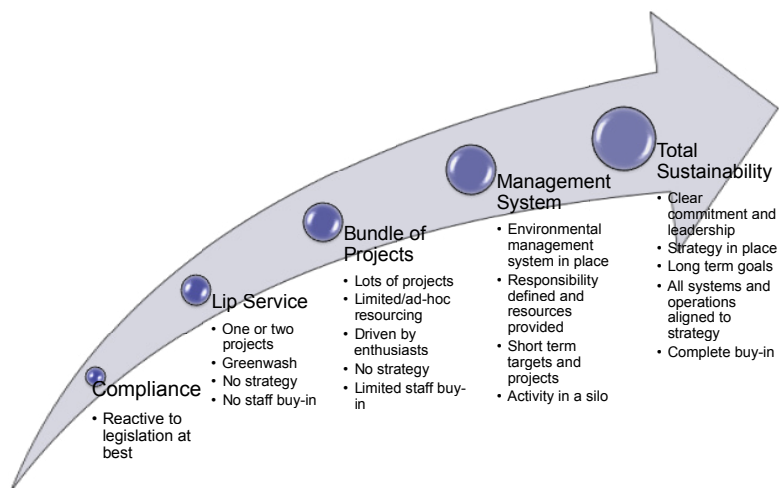 Compliance
• Reactive to
legislation at
best
Lip Service
• One or two
projects
• Greenwash
• No strategy
• No staff buy-in
Bundle of
Projects
• Lots of projects
• Limited/ad-hoc
resourcing
• Driven by
enthusiasts
• No strategy
• Limited staff buy-
in
Management
System
• Environmental
management
system in place
• Responsibility
defined and
resources
provided
• Short term
targets and
projects
• Activity in a silo
Total
Sustainability
• Clear
commitment and
leadership
• Strategy in place
• Long term goals
• All systems and
operations
aligned to
strategy
• Complete buy-in